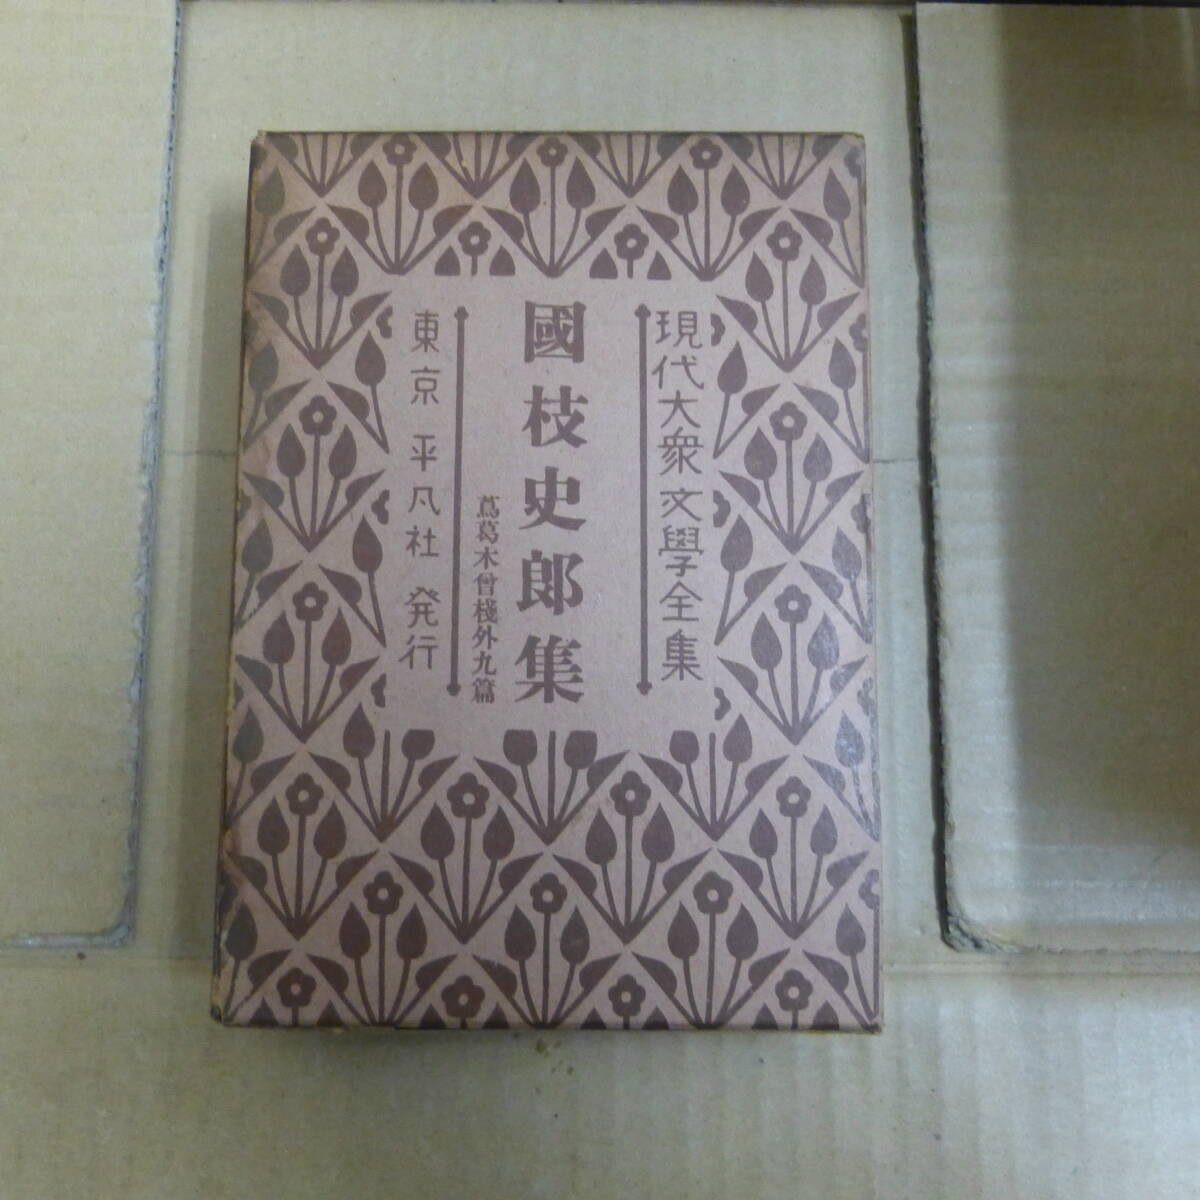 現代大衆文學全集
國枝史郎集
蔦葛木曾棧外九篇
東京 平凡社 発行